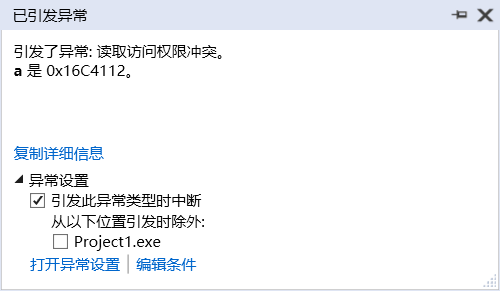 已引发异常
引发了异常: 读取访问权限冲突。
a 是 0x16C4112。
复制详细信息
异常设置
引发此异常类型时中断
从以下位置引发时除外:
Project1.exe
打开异常设置 | 编辑条件